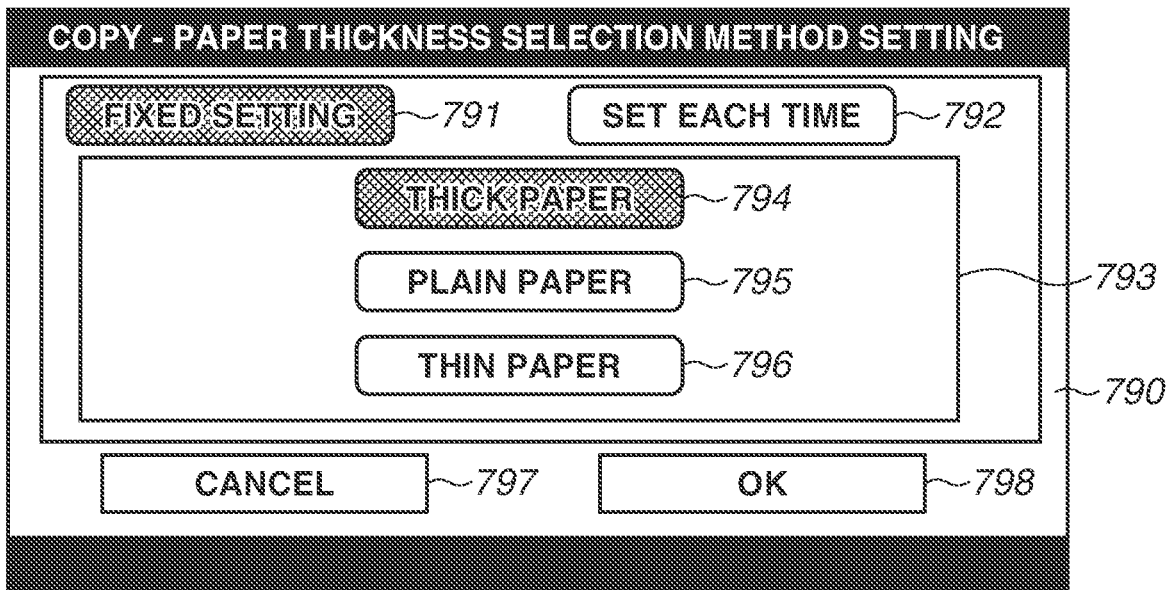 COPY - PAPER THICKNESS SELECTION METHOD SETTING
FIXED SETTING 791 SET EACH TIME 792
THICK PAPER 794
PLAIN PAPER 795
793
THIN PAPER 796
790
CANCEL 797 OK 798